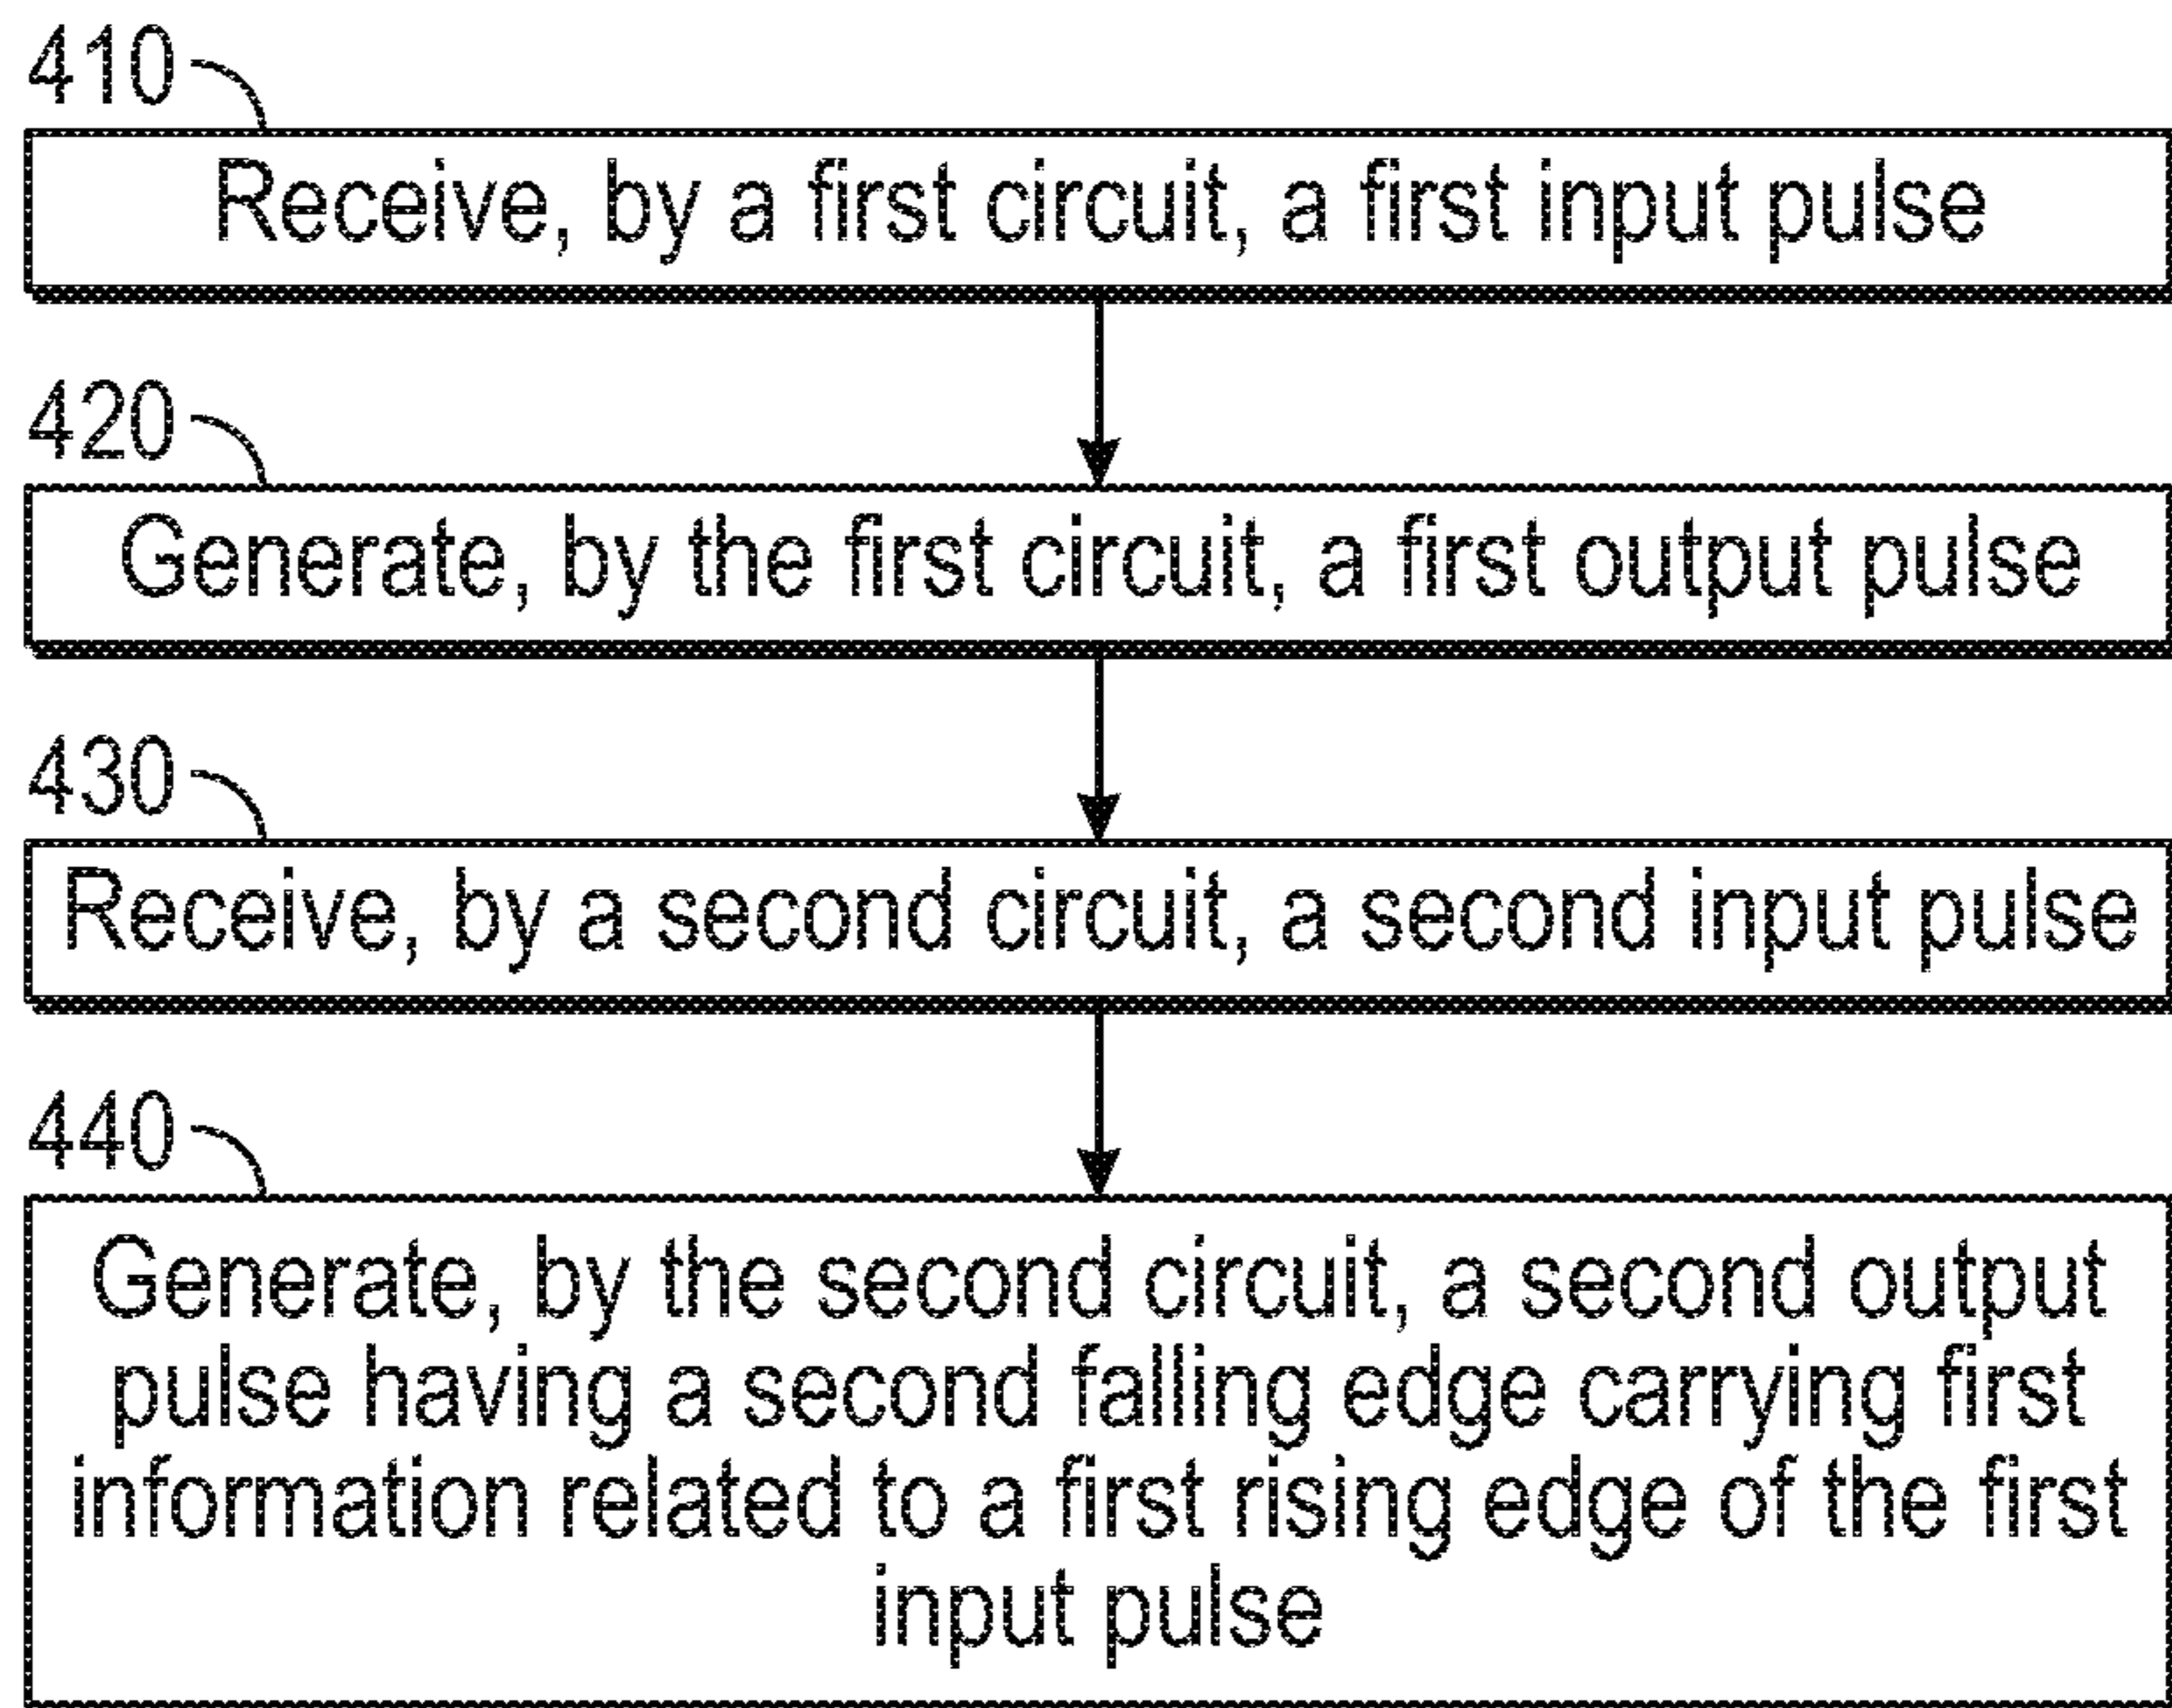 410
Receive, by a first circuit, a first input pulse
420
Generate, by the first circuit, a first output pulse
430
Receive, by a second circuit, a second input pulse
440
Generate, by the second circuit, a second output
pulse having a second falling edge carrying first
information related to a first rising edge of the first
input pulse